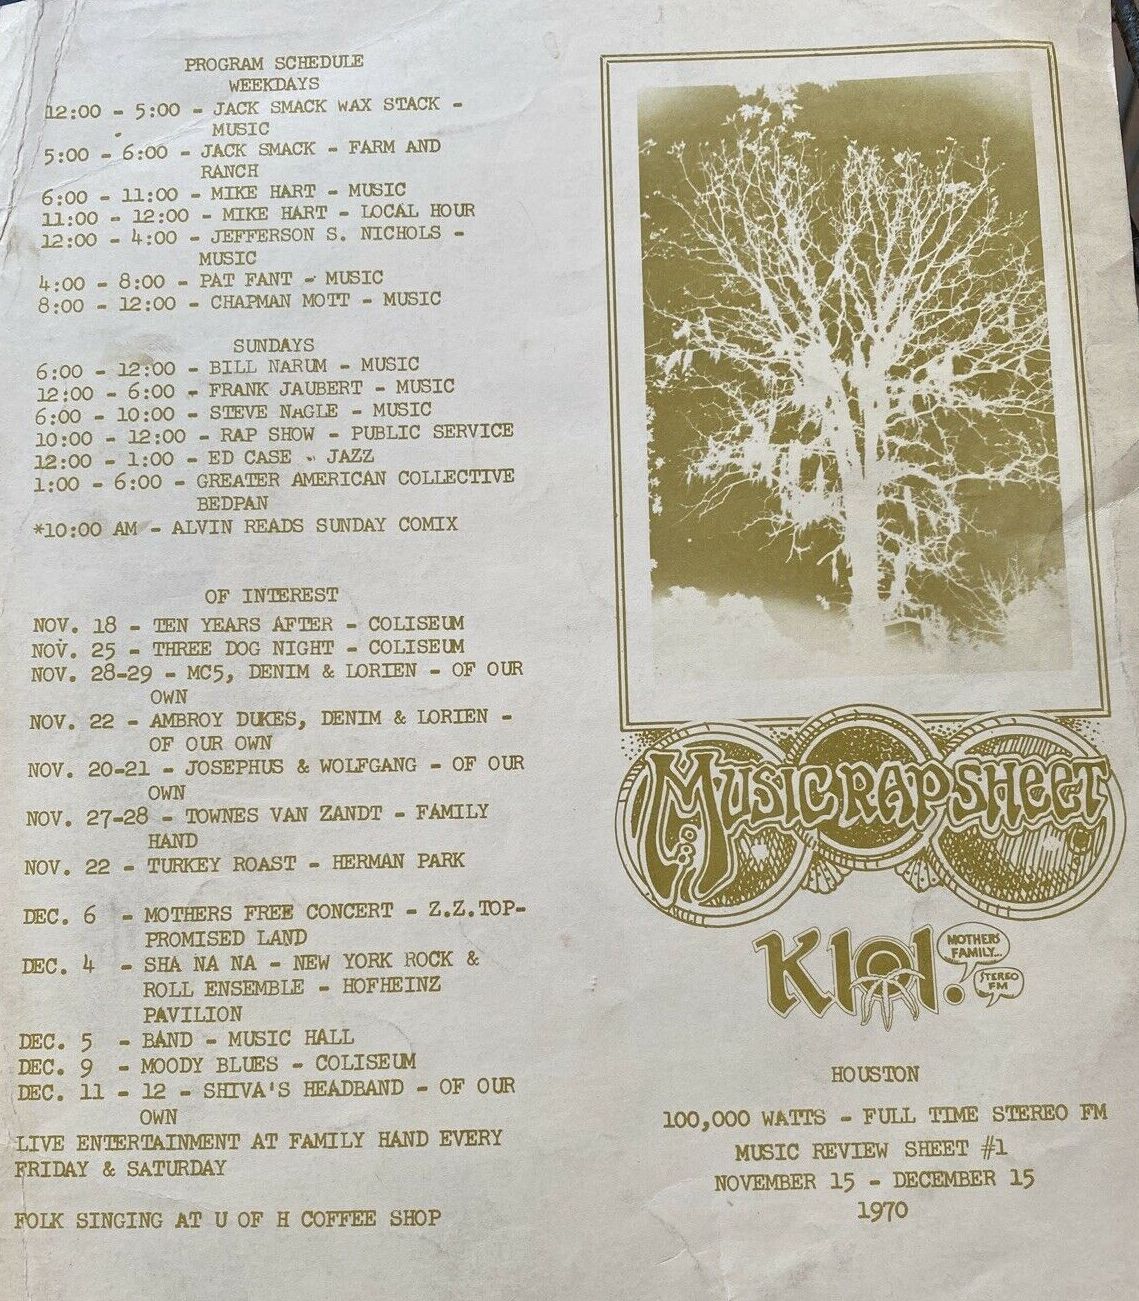 PROGRAM SCHEDULE
WEEKDAYS
12:00 - 5:00 - JACK SMACK WAX STACK -
MUSIC
5:00 - 6:00 - JACK SMACK - FARM AND
RANCH
6:00 - 11:00 - MIKE HART - MUSIC
11:00 - 12:00 - MIKE HART - LOCAL HOUR
12:00 - 4:00 - JEFFERSON S. NICHOLS -
MUSIC
4:00 - 8:00 - PAT FANT - MUSIC
8:00 - 12:00 - CHAPMAN MOTT - MUSIC
SUNDAYS
6:00 - 12:00 - BILL NARUM - MUSIC
12:00 - 6:00 - FRANK JAUBERT - MUSIC
6:00 - 10:00 - STEVE NAGLE - MUSIC
10:00 - 12:00 - RAP SHOW - PUBLIC SERVICE
12:00 - 1:00 - ED CASE - JAZZ
1:00 - 6:00 - GREATER AMERICAN COLLECTIVE
BEDPAN
*10:00 AM - ALVIN READS SUNDAY COMIX
OF INTEREST
NOV. 18 - TEN YEARS AFTER - COLISEUM
NOV. 25 - THREE DOG NIGHT - COLISEUM
NOV. 28-29 - MC5, DENIM & LORIEN - OF OUR
OWN
NOV. 22 - AMBROY DUKES, DENIM & LORIEN -
OF OUR OWN
NOV. 20-21 - JOSEPHUS & WOLFGANG - OF OUR
OWN
NOV. 27-28 - TOWNES VAN ZANDT - FAMILY
HAND
NOV. 22 - TURKEY ROAST - HERMAN PARK
DEC. 6 - MOTHERS FREE CONCERT - Z.Z.TOP-
PROMISED LAND
DEC. 4 - SHA NA NA - NEW YORK ROCK &
ROLL ENSEMBLE - HOFHEINZ
PAVILION
DEC. 5 - BAND - MUSIC HALL
DEC. 9 - MOODY BLUES - COLISEUM
DEC. 11 - 12 - SHIVA'S HEADBAND - OF OUR
OWN
LIVE ENTERTAINMENT AT FAMILY HAND EVERY
FRIDAY & SATURDAY
FOLK SINGING AT U OF H COFFEE SHOP
MUSIC RAP SHEET
K101.
MOTHERS'
FAMILY...
STEREO
FM
HOUSTON
100,000 WATTS - FULL TIME STEREO FM
MUSIC REVIEW SHEET #1
NOVEMBER 15 - DECEMBER 15
1970